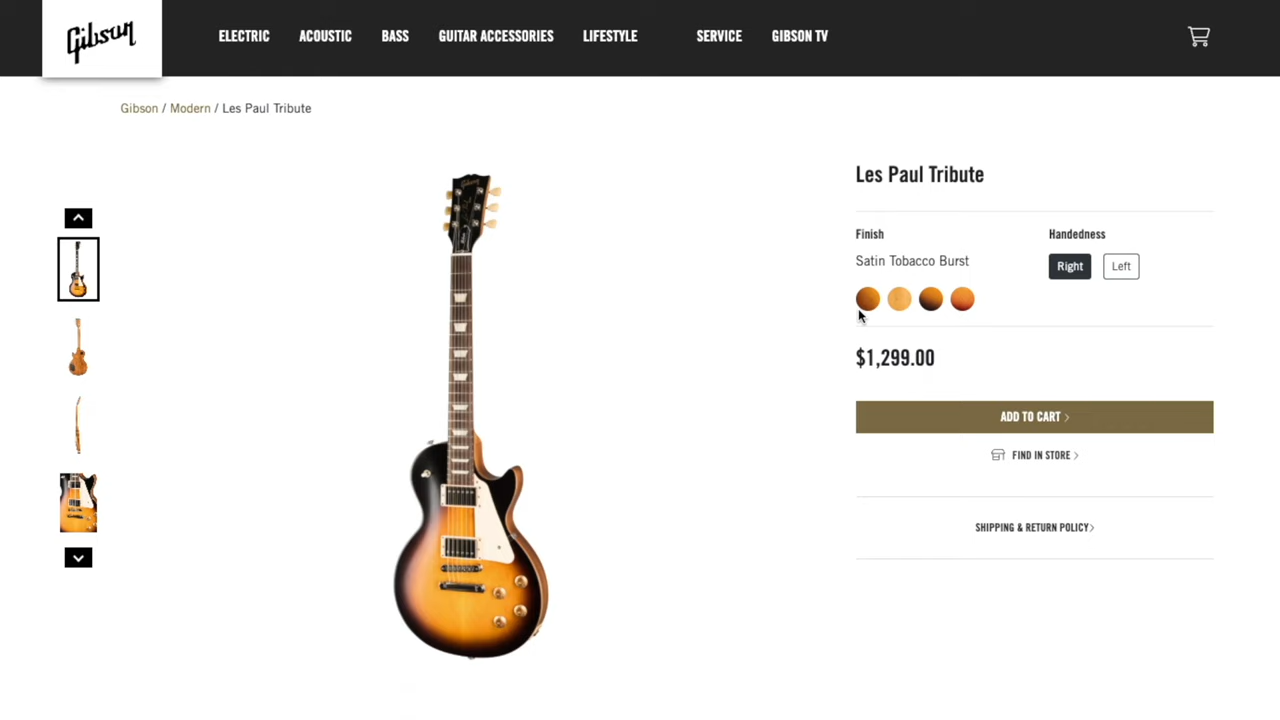 Gibson
ELECTRIC ACOUSTIC BASS GUITAR ACCESSORIES LIFESTYLE SERVICE GIBSON TV
Gibson / Modern / Les Paul Tribute
Les Paul Tribute
Finish
Satin Tobacco Burst
Handedness
Right Left
$1,299.00
ADD TO CART
FIND IN STORE
SHIPPING & RETURN POLICY
Gibson